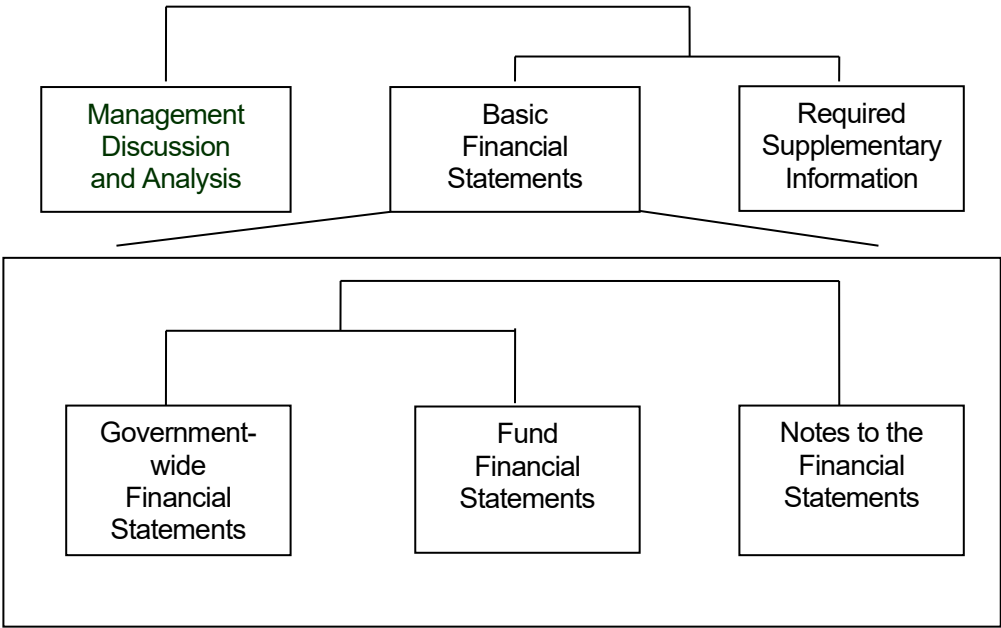 Management
Discussion
and Analysis
Basic
Financial
Statements
Required
Supplementary
Information
Government-
wide
Financial
Statements
Fund
Financial
Statements
Notes to the
Financial
Statements